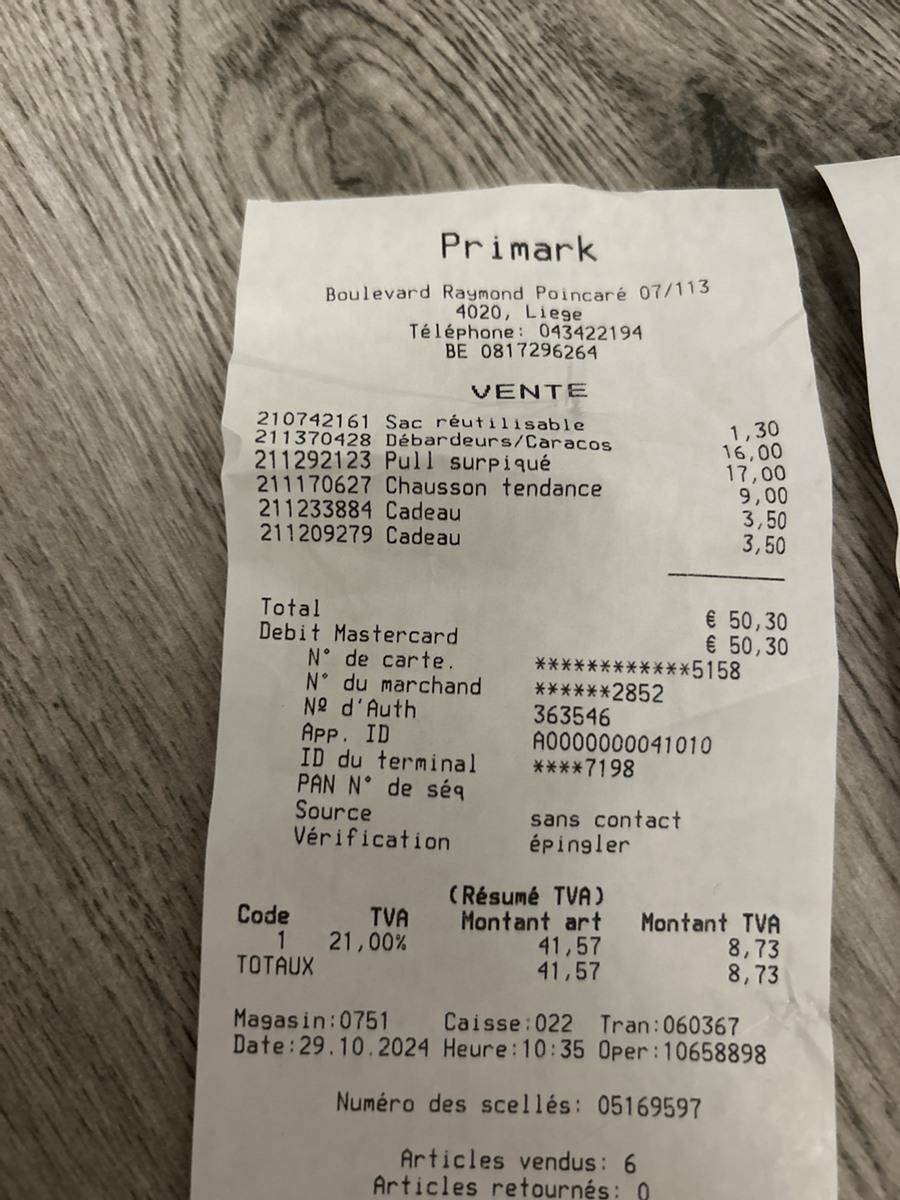 Primark
Boulevard Raymond Poincaré 07/113
4020, Liege
Téléphone: 043422194
BE 0817296264
VENTE
210742161 Sac réutilisable 1,30
211370428 Débardeurs/Caracos 16,00
211292123 Pull surpiqué 17,00
211170627 Chausson tendance 9,00
211233884 Cadeau 3,50
211209279 Cadeau 3,50
Total € 50,30
Debit Mastercard € 50,30
N° de carte. ************5158
N° du marchand ******2852
Nº d'Auth 363546
App. ID A0000000041010
ID du terminal ****7198
PAN N° de séq
Source sans contact
Vérification épingler
(Résumé TVA)
Code TVA Montant art Montant TVA
1 21,00% 41,57 8,73
TOTAUX 41,57 8,73
Magasin:0751 Caisse:022 Tran:060367
Date:29.10.2024 Heure:10:35 Oper:10658898
Numéro des scellés: 05169597
Articles vendus: 6
Articles retournés: 0